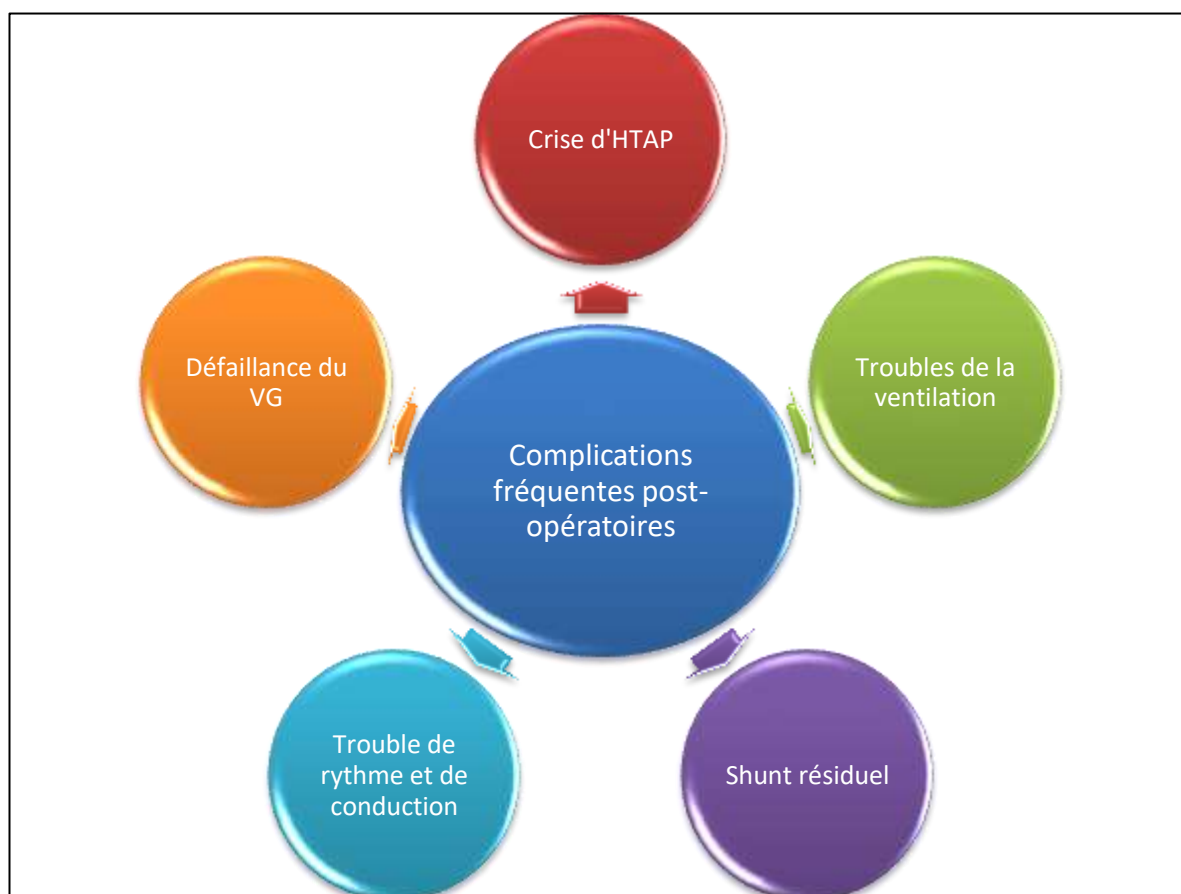 Crise d'HTAP
Défaillance du
VG
Troubles de la
ventilation
Complications
fréquentes post-
opératoires
Trouble de
rythme et de
conduction
Shunt résiduel